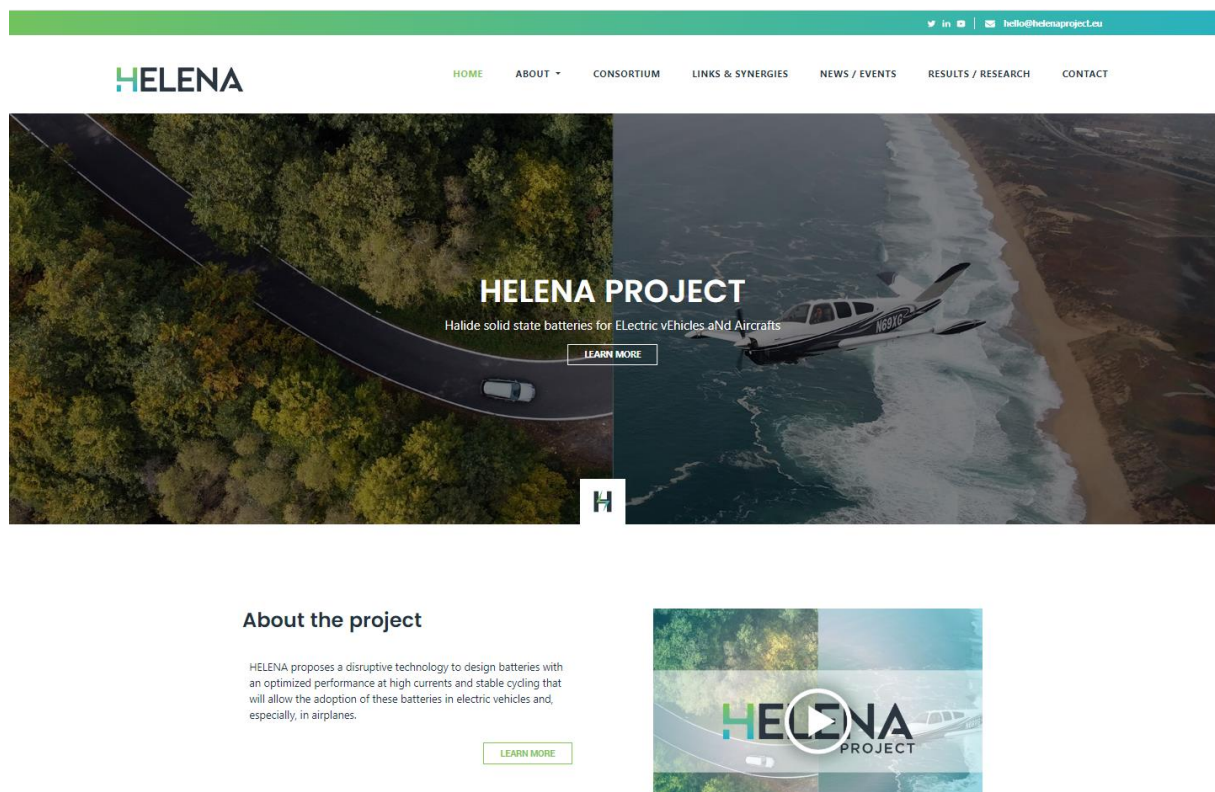 hello@helenaproject.eu
HELENA
HOME ABOUT CONSORTIUM LINKS & SYNERGIES NEWS / EVENTS RESULTS / RESEARCH CONTACT
HELENA PROJECT
Halide solid state batteries for ELectric vEhicles aNd Aircrafts
LEARN MORE
N69XG
H
About the project
HELENA proposes a disruptive technology to design batteries with
an optimized performance at high currents and stable cycling that
will allow the adoption of these batteries in electric vehicles and,
especially, in airplanes.
LEARN MORE
HELENA
PROJECT